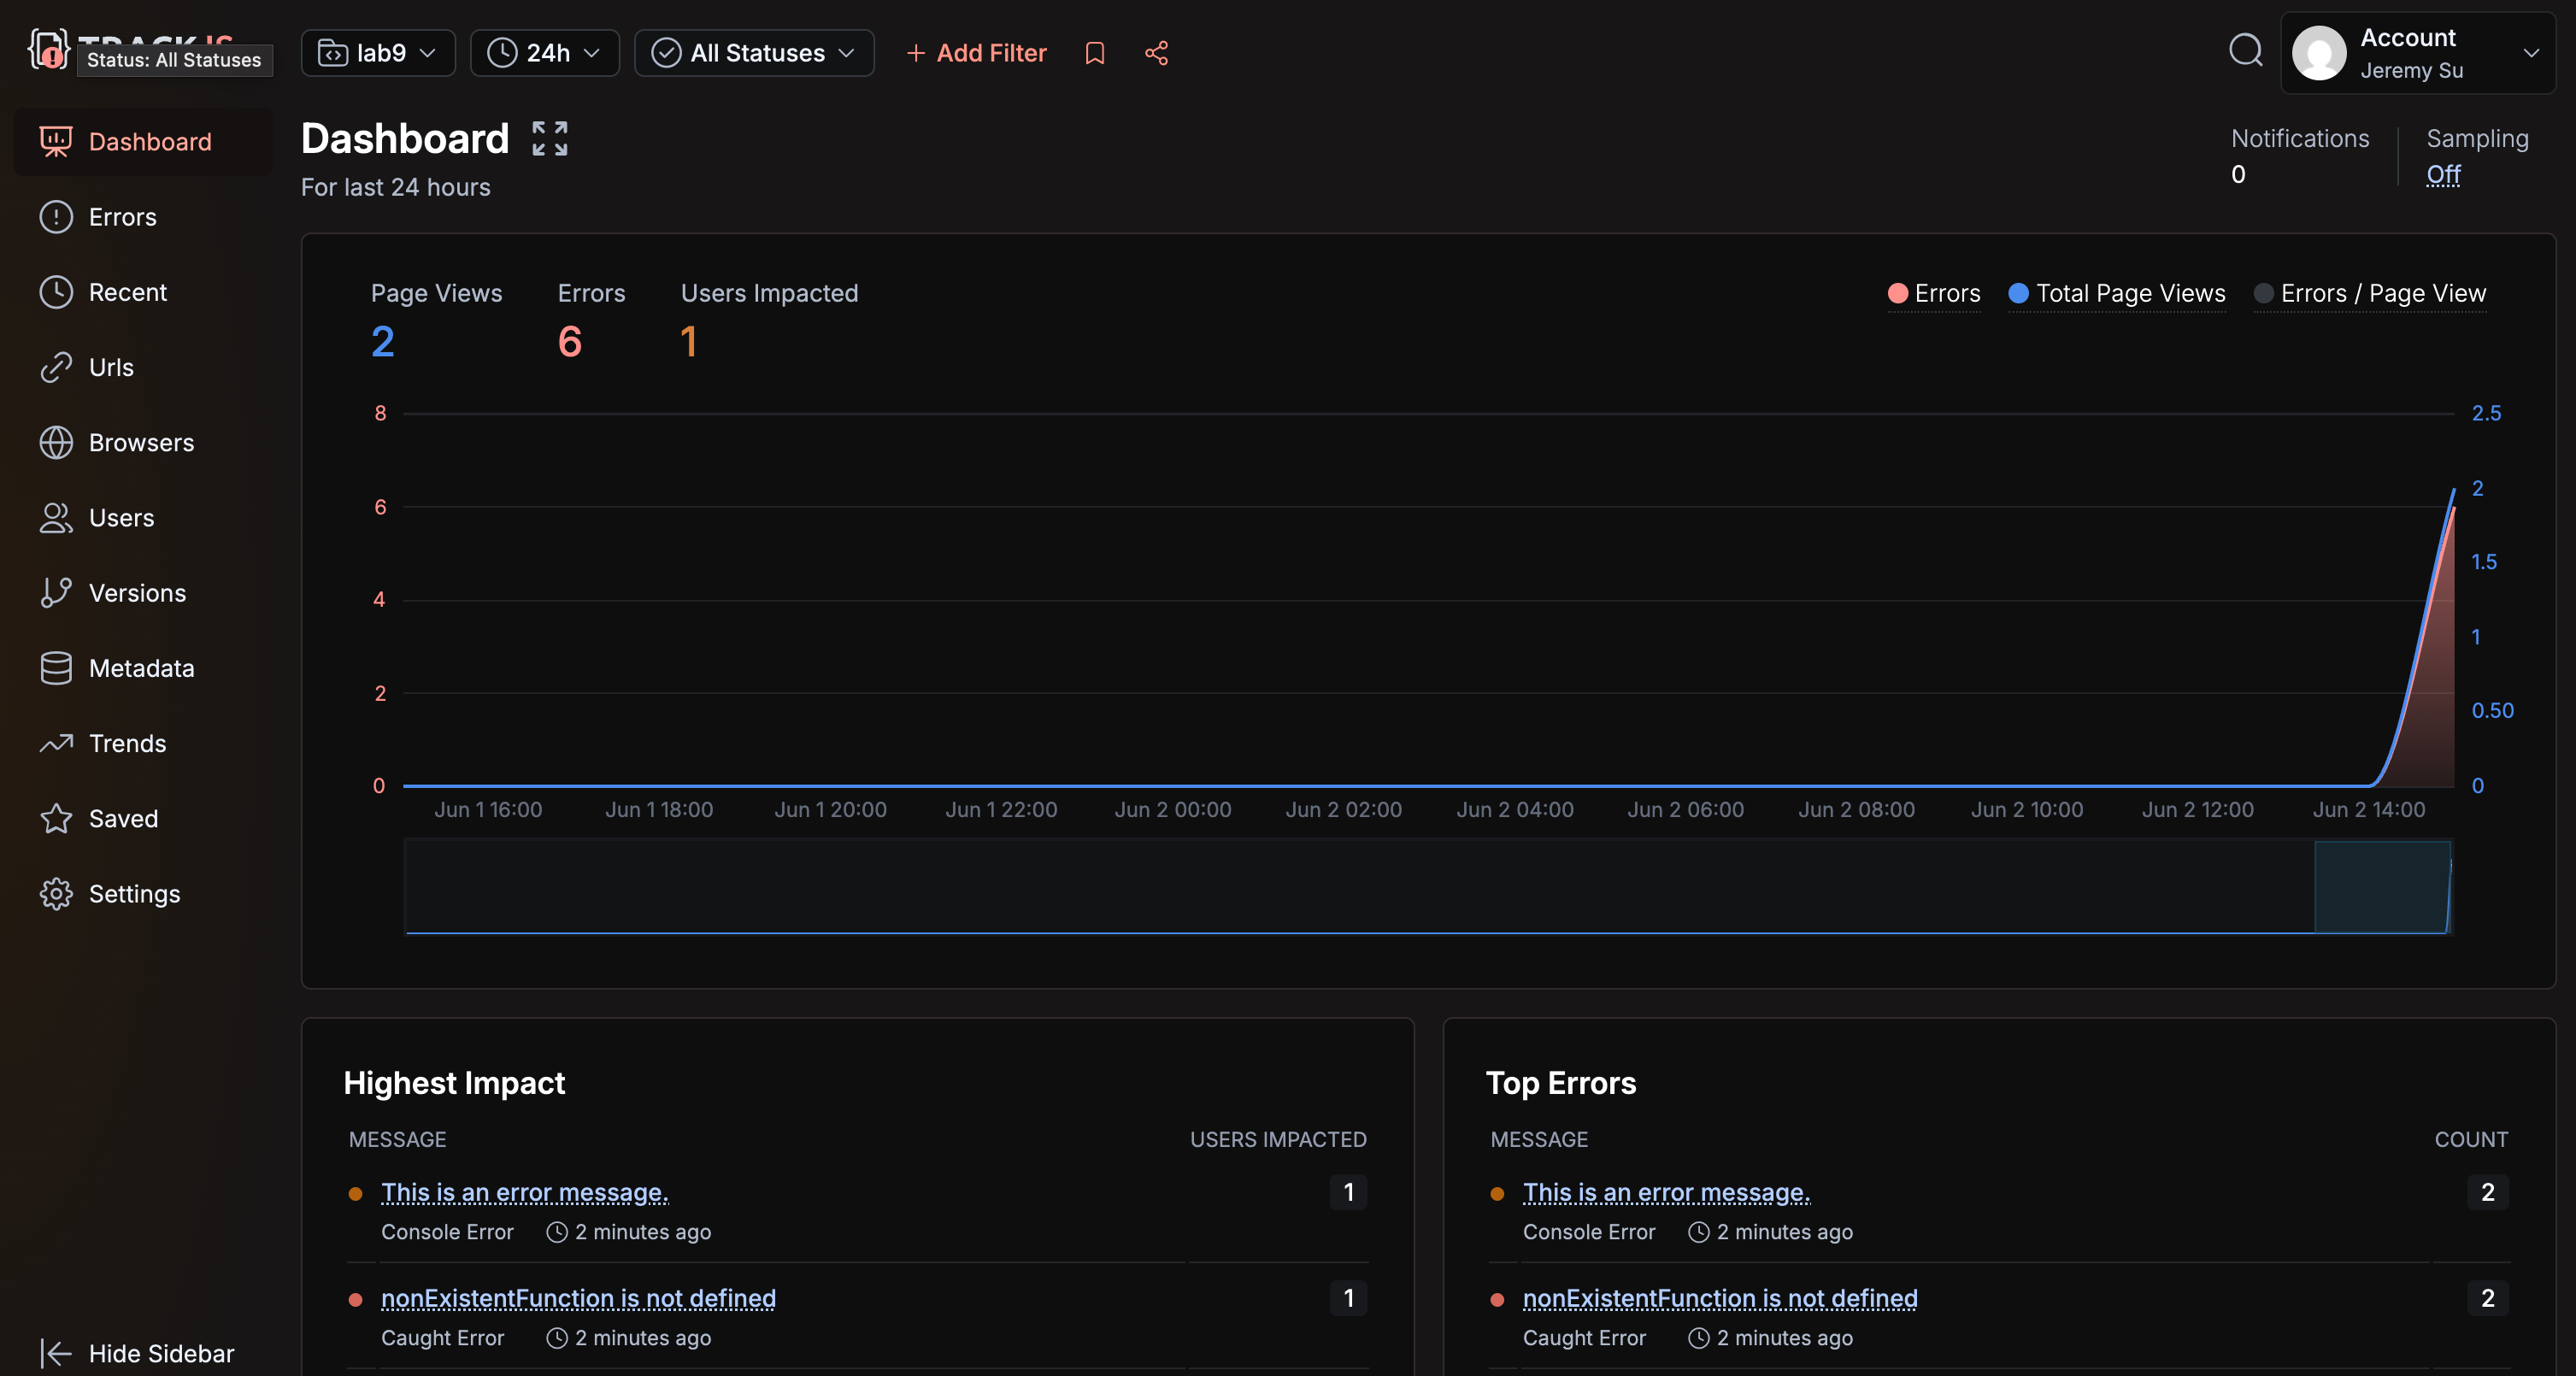 Status: All Statuses
lab9
24h
All Statuses
+ Add Filter
Account
Jeremy Su
Dashboard
Errors
Recent
Urls
Browsers
Users
Versions
Metadata
Trends
Saved
Settings
Hide Sidebar
Dashboard
For last 24 hours
Notifications
0
Sampling
Off
Page Views
2
Errors
6
Users Impacted
1
Errors
Total Page Views
Errors / Page View
8
6
4
2
0
2.5
2
1.5
1
0.50
0
Jun 1 16:00
Jun 1 18:00
Jun 1 20:00
Jun 1 22:00
Jun 2 00:00
Jun 2 02:00
Jun 2 04:00
Jun 2 06:00
Jun 2 08:00
Jun 2 10:00
Jun 2 12:00
Jun 2 14:00
Highest Impact
MESSAGE USERS IMPACTED
This is an error message. 1
Console Error 2 minutes ago
nonExistentFunction is not defined 1
Caught Error 2 minutes ago
Top Errors
MESSAGE COUNT
This is an error message. 2
Console Error 2 minutes ago
nonExistentFunction is not defined 2
Caught Error 2 minutes ago